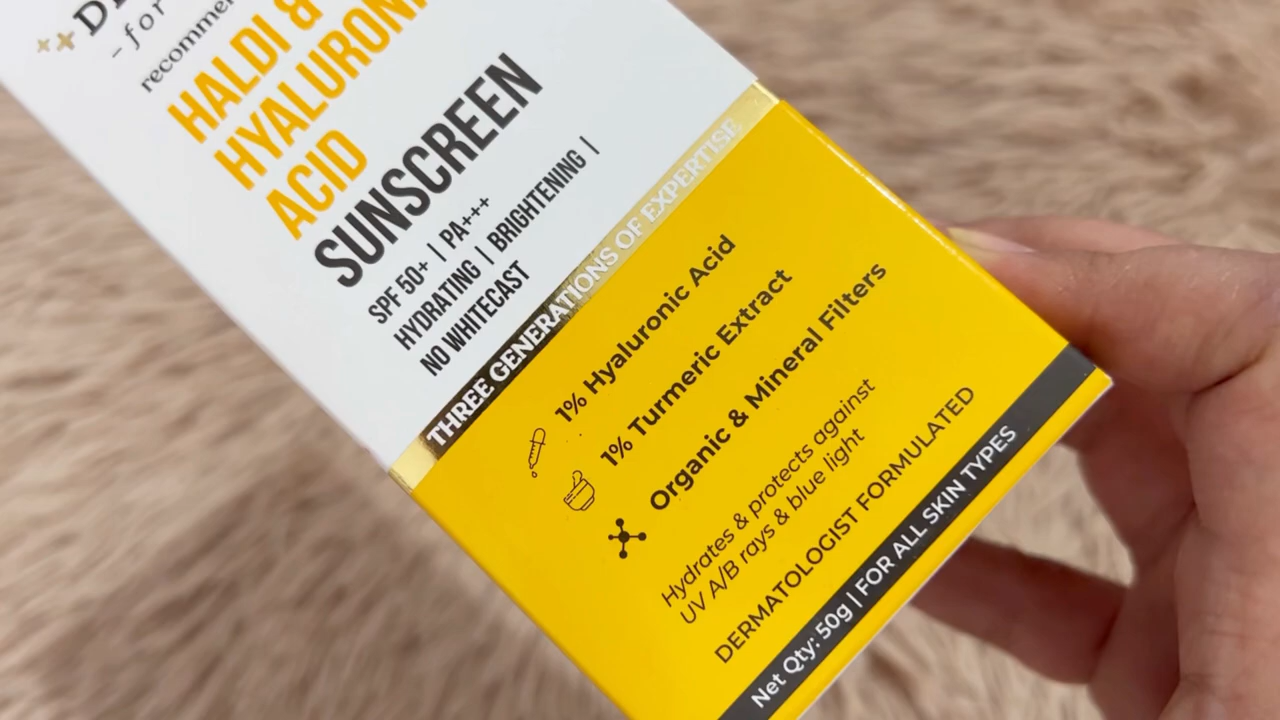 - for
HALDI &
HYALURONI
ACID
SUNSCREEN
SPF 50+ | PA+++
HYDRATING | BRIGHTENING |
NO WHITECAST
THREE GENERATIONS OF EXPERTISE
1% Hyaluronic Acid
1% Turmeric Extract
Organic & Mineral Filters
Hydrates & protects against
UV A/B rays & blue light
DERMATOLOGIST FORMULATED
Net Qty: 50g | FOR ALL SKIN TYPES